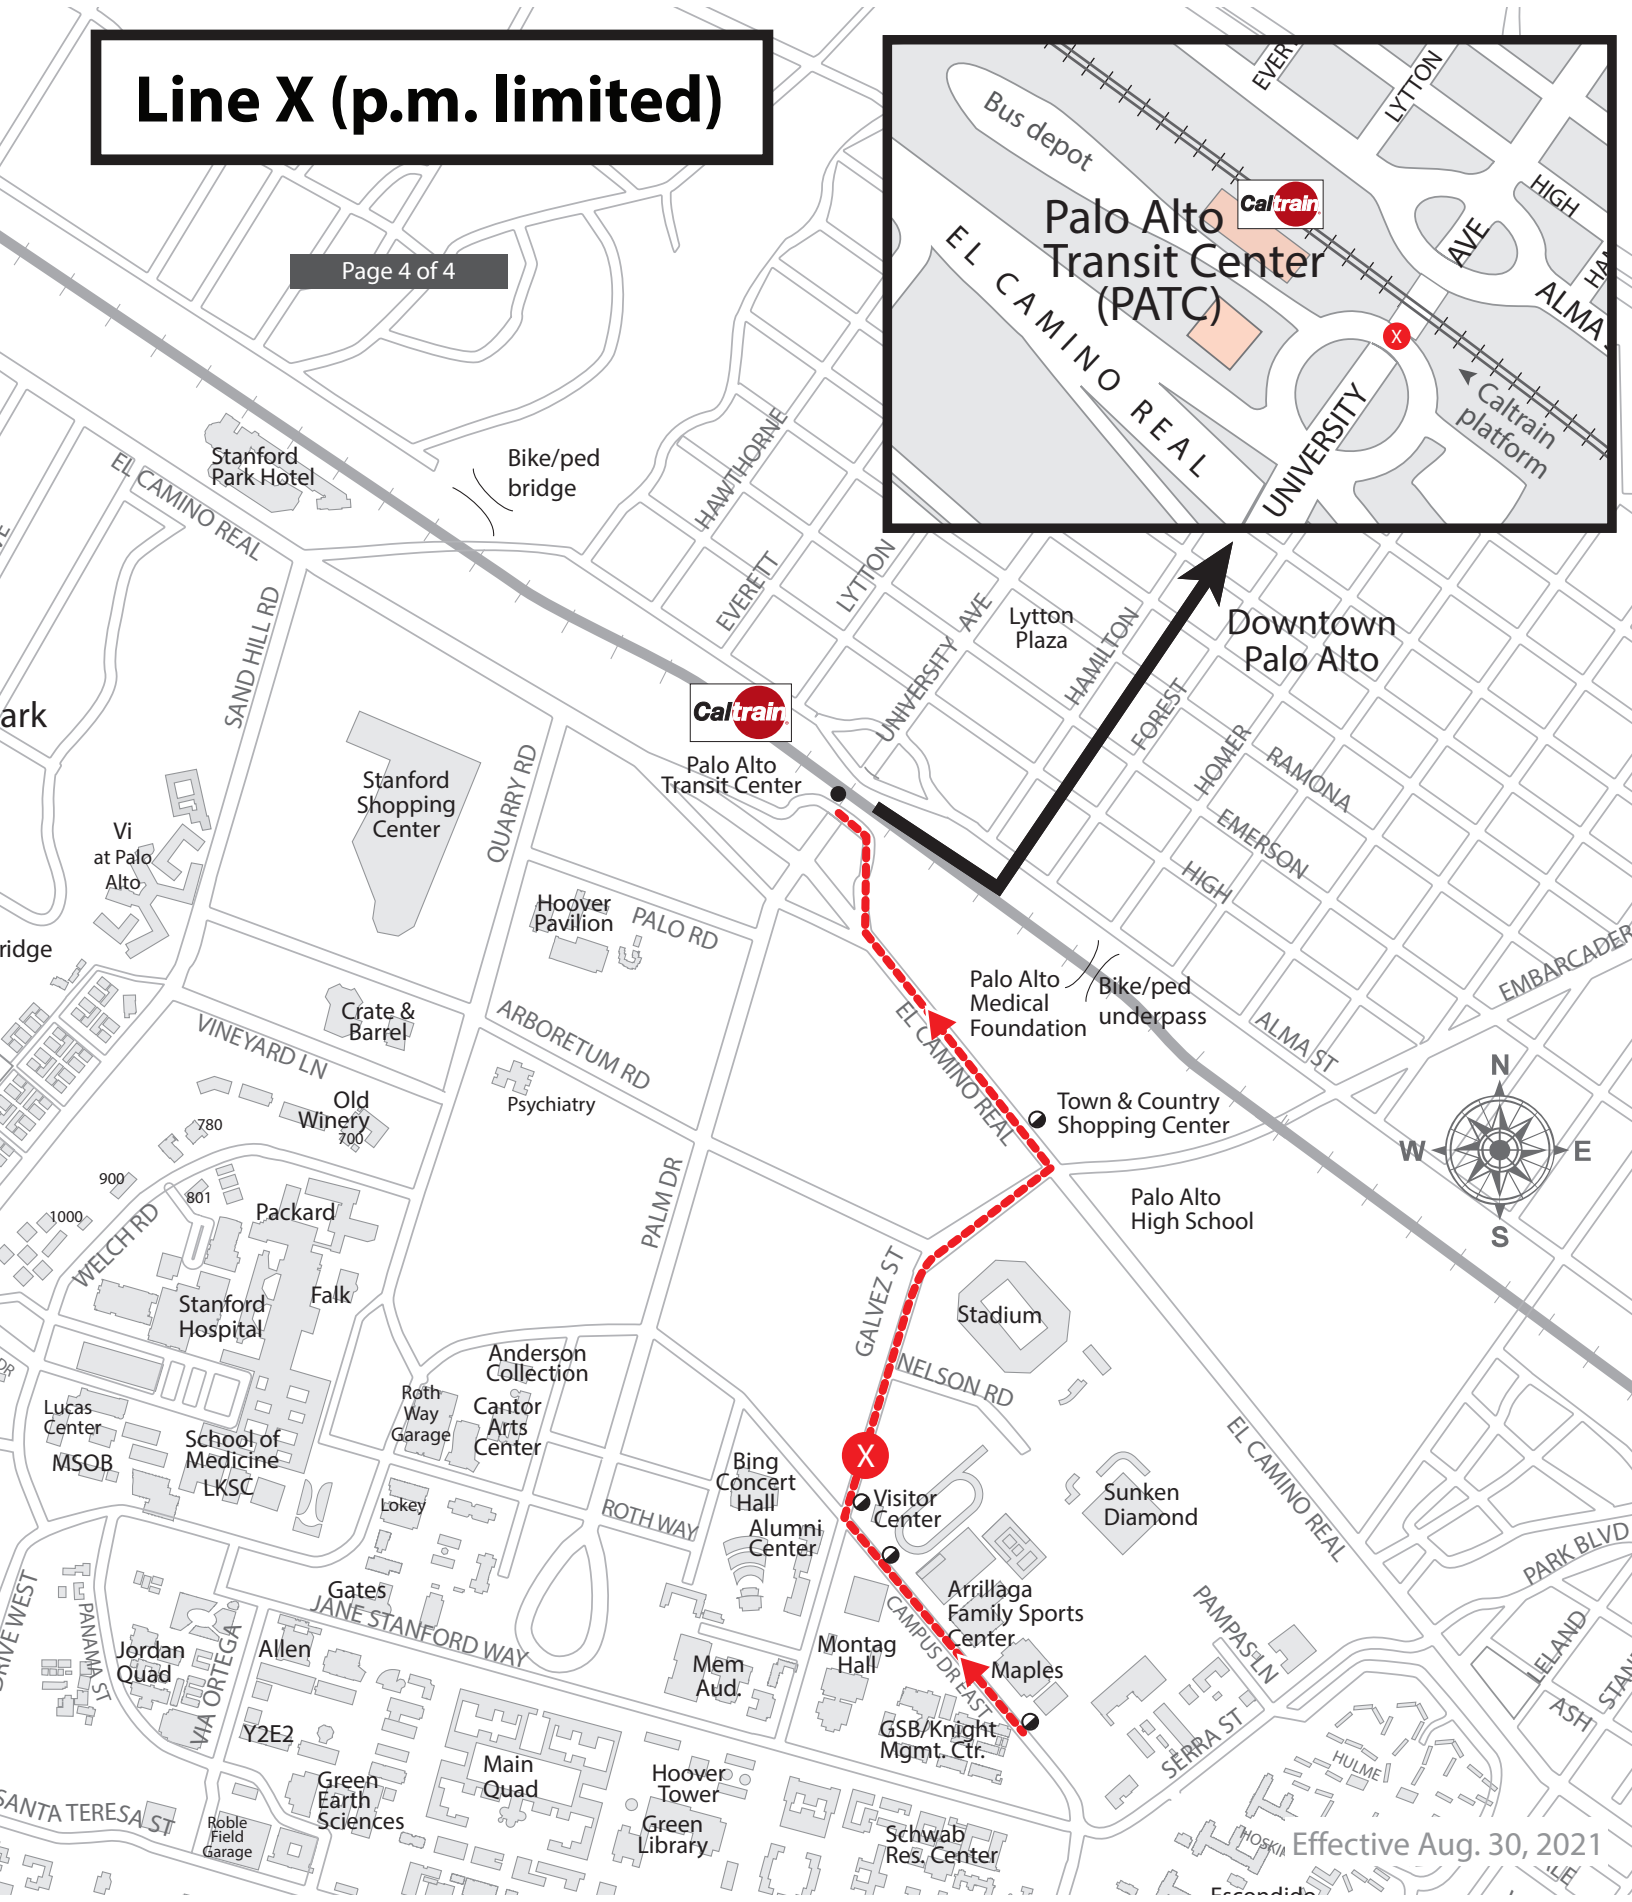 Line X (p.m. limited)
Page 4 of 4
EVER
LYTTON
Bus depot
Caltrain
HIGH
AVE
HAM
ALMA
Palo Alto
Transit Center
(PATC)
EL CAMINO REAL
X
UNIVERSITY
Caltrain
platform
Stanford
Park Hotel
Bike/ped
bridge
EL CAMINO REAL
HAWTHORNE
EVERETT
LYTTON
UNIVERSITY AVE
Lytton
Plaza
HAMILTON
Downtown
Palo Alto
FOREST
HOMER
RAMONA
EMERSON
HIGH
SAND HILL RD
ark
Caltrain
Palo Alto
Transit Center
Stanford
Shopping
Center
QUARRY RD
Vi
at Palo
Alto
Hoover
Pavilion
PALO RD
ridge
EMBARCADER
Palo Alto
Medical
Foundation
Bike/ped
underpass
ALMA ST
Crate &
Barrel
VINEYARD LN
ARBORETUM RD
EL CAMINO REAL
N
W
E
S
Psychiatry
Old
Winery
700
780
Town & Country
Shopping Center
900
801
1000
Packard
WELCH RD
PALM DR
Palo Alto
High School
Falk
Stanford
Hospital
GALVEZ ST
Stadium
DR
Anderson
Collection
NELSON RD
Roth
Way
Garage
Cantor
Arts
Center
Lucas
Center
School of
Medicine
MSOB
LKSC
X
EL CAMINO REAL
Bing
Concert
Hall
Visitor
Center
Sunken
Diamond
Lokey
ROTH WAY
Alumni
Center
PARK BLVD
Gates
JANE STANFORD WAY
Arrillaga
Family Sports
Center
CAMPUS DR EAST
PAMPAS LN
DRIVE WEST
PANAMA ST
Jordan
Quad
VIA ORTEGA
Allen
Mem
Aud.
Montag
Hall
Maples
LELAND
STAN
ASH
Y2E2
GSB/Knight
Mgmt. Ctr.
SERRA ST
HULME
Main
Quad
Green
Earth
Sciences
Hoover
Tower
SANTA TERESA ST
Roble
Field
Garage
Green
Library
Schwab
Res. Center
HOSKIN
Effective Aug. 30, 2021
Escondido